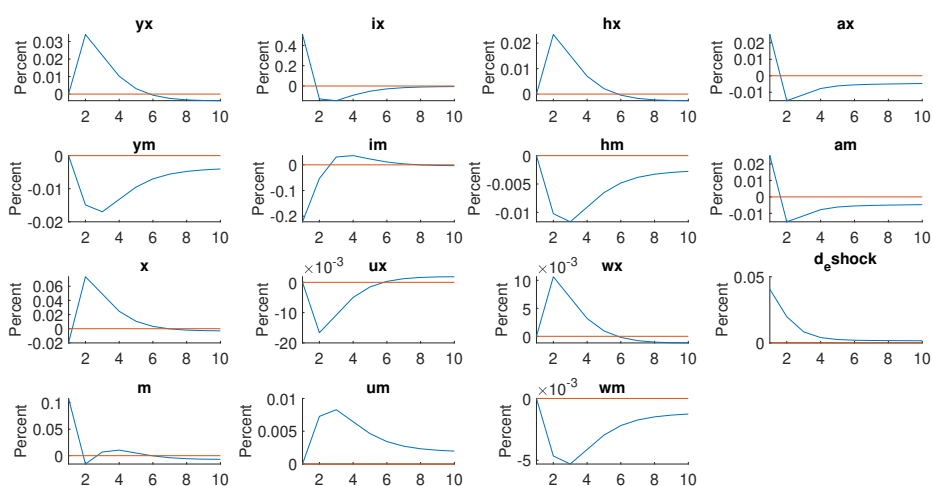 yx
ix
hx
ax
Percent
0.03
0.02
0.01
0
2 4 6 8 10
0.4
0.2
0
2 4 6 8 10
Percent
0.02
0.01
0
2 4 6 8 10
Percent
0.02
0.01
0
-0.01
2 4 6 8 10
ym
im
hm
am
Percent
0
-0.01
-0.02
2 4 6 8 10
Percent
0
-0.1
-0.2
2 4 6 8 10
Percent
0
-0.005
-0.01
2 4 6 8 10
Percent
0.02
0.01
0
-0.01
2 4 6 8 10
x
ux
wx
d_eshock
Percent
0.06
0.04
0.02
0
-0.02
2 4 6 8 10
Percent
×10^-3
0
-10
-20
2 4 6 8 10
Percent
×10^-3
10
5
0
2 4 6 8 10
Percent
0.05
0
2 4 6 8 10
m
um
wm
Percent
0.1
0.05
0
2 4 6 8 10
Percent
0.01
0.005
0
2 4 6 8 10
Percent
×10^-3
0
-5
2 4 6 8 10